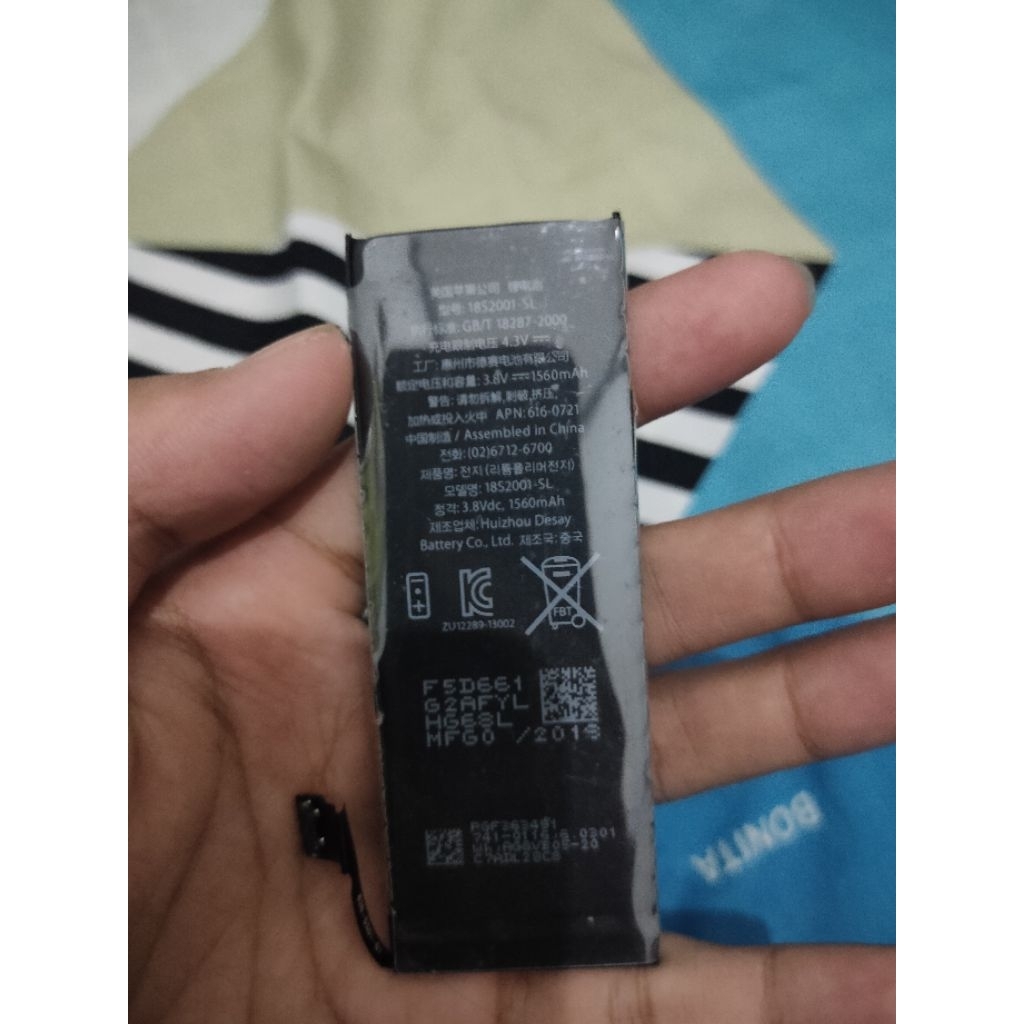 美国苹果公司 锂电池
型号: 18S2001-SL
执行标准: GB/T 18287-2000
充电限制电压 4.3V ⎓
工厂: 惠州市德赛电池有限公司
额定电压和容量: 3.8V ⎓ 1560mAh
警告: 请勿拆解, 刺破, 挤压,
加热或投入火中 APN: 616-0721
中国制造 / Assembled in China
전화: (02)6712-6700
제품명: 전지 (리튬폴리머전지)
모델명: 18S2001-SL
정격: 3.8Vdc, 1560mAh
제조업체: Huizhou Desay
Battery Co., Ltd. 제조국: 중국
FBT
ZU12289-13002
F5D661
G2AFYL
HG68L
MFGD /2018
C7ADL28C8
BONITA